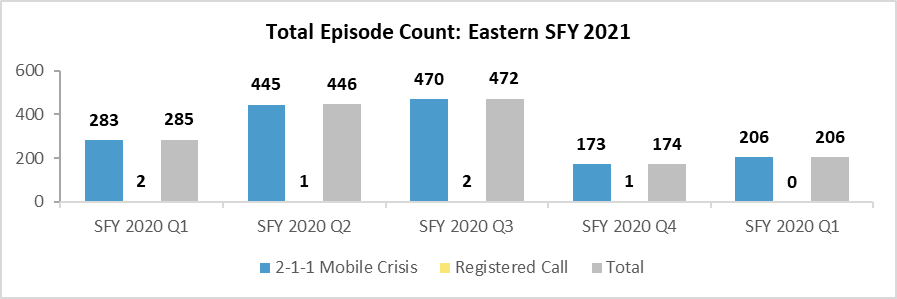 Total Episode Count: Eastern SFY 2021
600
400
200
0
283 2 285
445 1 446
470 2 472
173 1 174
206 0 206
SFY 2020 Q1 SFY 2020 Q2 SFY 2020 Q3 SFY 2020 Q4 SFY 2020 Q1
2-1-1 Mobile Crisis Registered Call Total